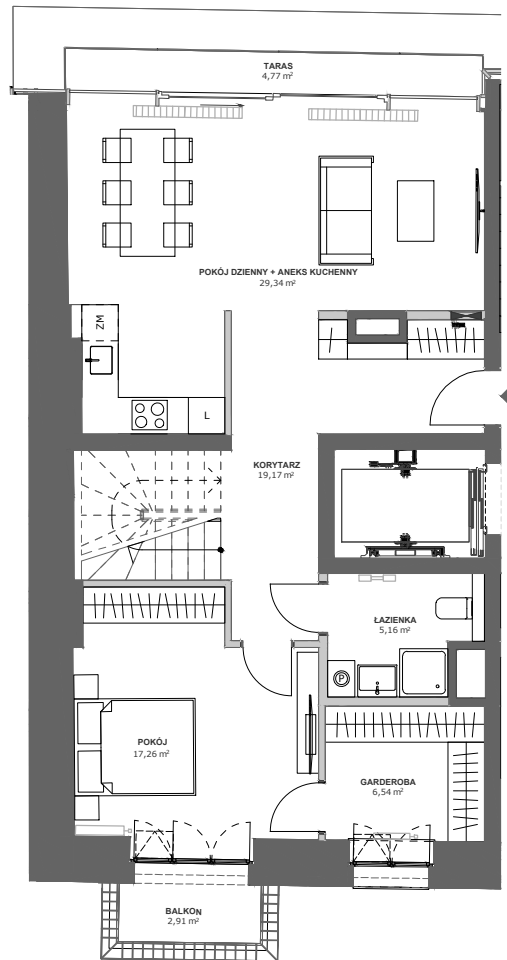 TARAS
4,77 m²
POKÓJ DZIENNY + ANEKS KUCHENNY
29,34 m²
ZM
L
KORYTARZ
19,17 m²
ŁAZIENKA
5,16 m²
P
POKÓJ
17,26 m²
GARDEROBA
6,54 m²
BALKON
2,91 m²